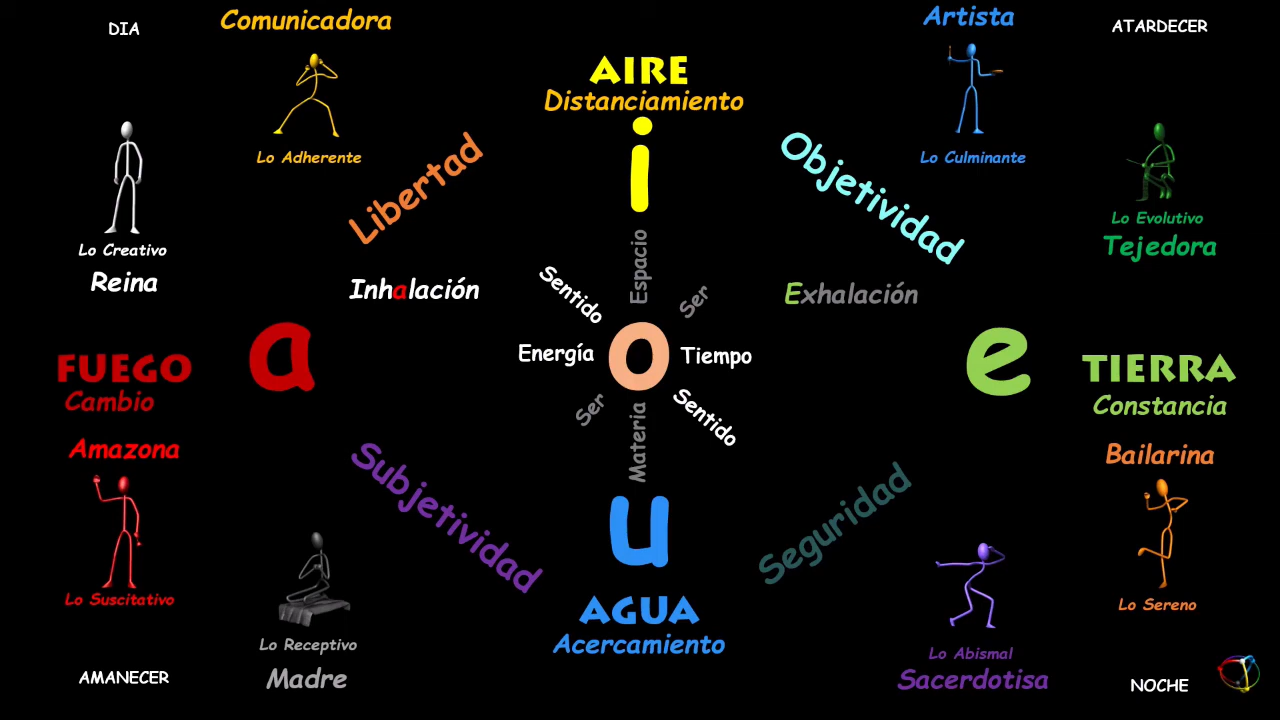 DIA
Comunicadora
Artista
ATARDECER
AIRE
Distanciamiento
Lo Adherente
Lo Culminante
i
Libertad
Objetividad
Lo Creativo
Reina
Lo Evolutivo
Tejedora
Inhalación
Exhalación
Espacio
Sentido
Ser
Energía
o
Tiempo
Ser
Materia
Sentido
a
e
FUEGO
Cambio
TIERRA
Constancia
Amazona
Bailarina
Subjetividad
Seguridad
u
Lo Suscitativo
Lo Sereno
AGUA
Acercamiento
Lo Receptivo
Madre
Lo Abismal
Sacerdotisa
AMANECER
NOCHE